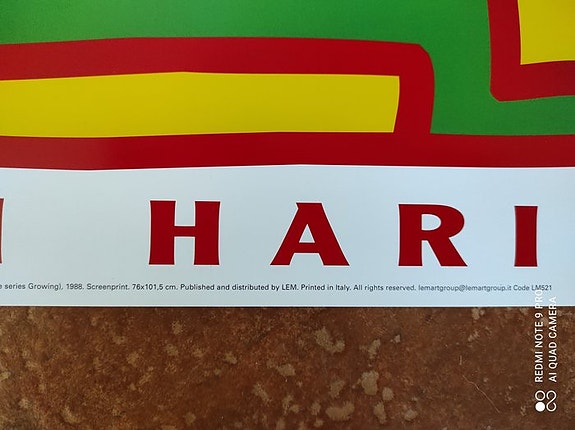 H HARI
e series Growing), 1988. Screenprint. 76x101,5 cm. Published and distributed by LEM. Printed in Italy. All rights reserved. lemartgroup@lemartgroup.it Code LM521
REDMI NOTE 9 PRO
AI QUAD CAMERA